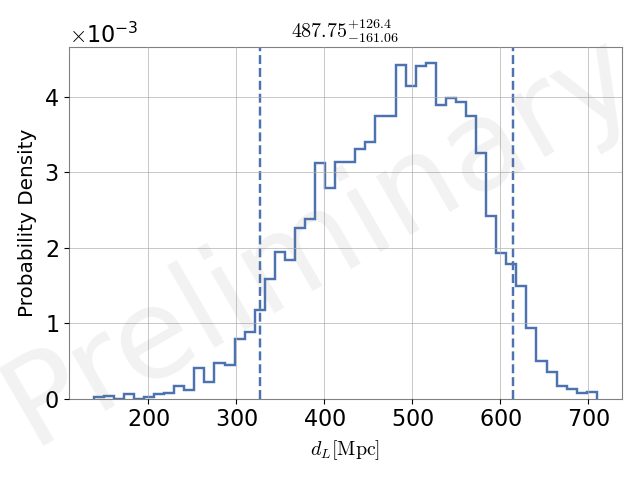 487.75^{+126.4}_{-161.06}
×10^{-3}
4
3
2
1
0
Probability Density
200 300 400 500 600 700
d_L[Mpc]
Preliminary